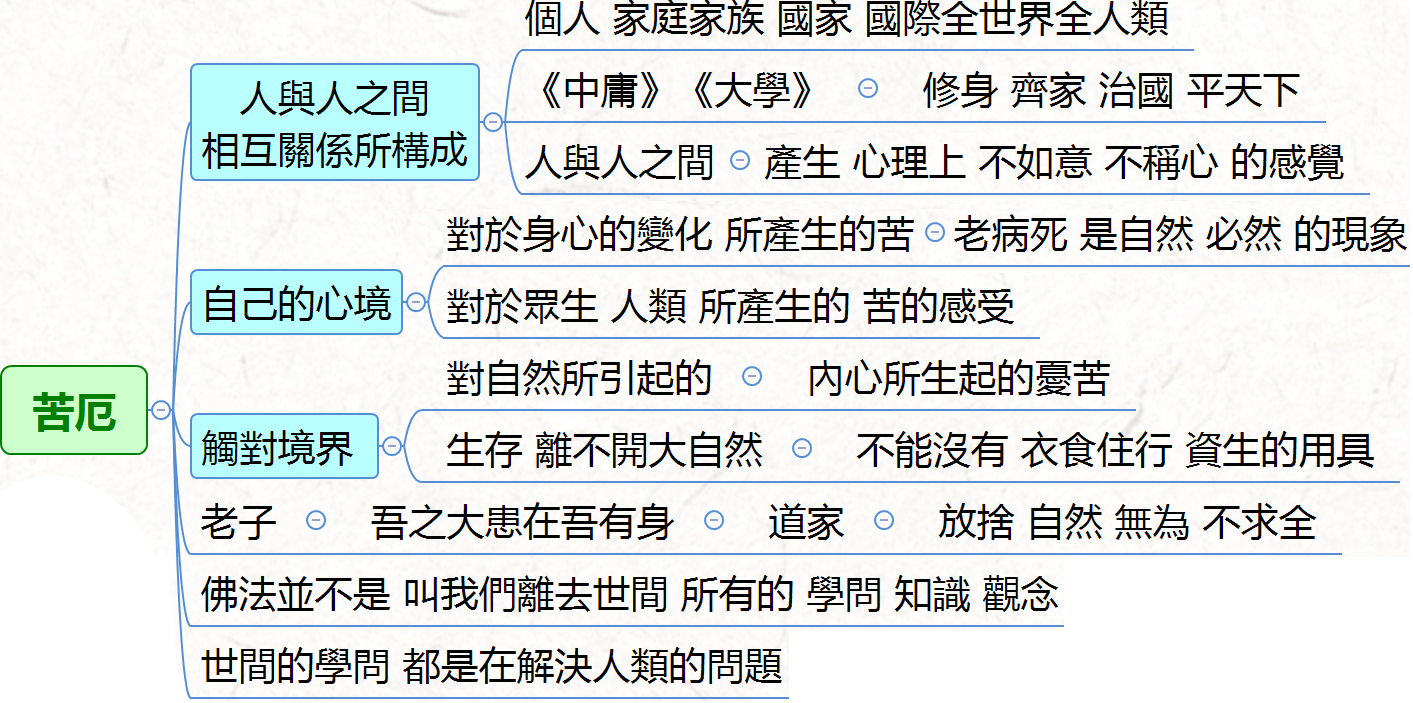 個人 家庭家族 國家 國際全世界全人類
人與人之間
相互關係所構成
《中庸》《大學》 修身 齊家 治國 平天下
人與人之間 產生 心理上 不如意 不稱心 的感覺
對於身心的變化 所產生的苦 老病死 是自然 必然 的現象
自己的心境
對於眾生 人類 所產生的 苦的感受
苦厄
對自然所引起的 內心所生起的憂苦
觸對境界
生存 離不開大自然 不能沒有 衣食住行 資生的用具
老子 吾之大患在吾有身 道家 放捨 自然 無為 不求全
佛法並不是 叫我們離去世間 所有的 學問 知識 觀念
世間的學問 都是在解決人類的問題